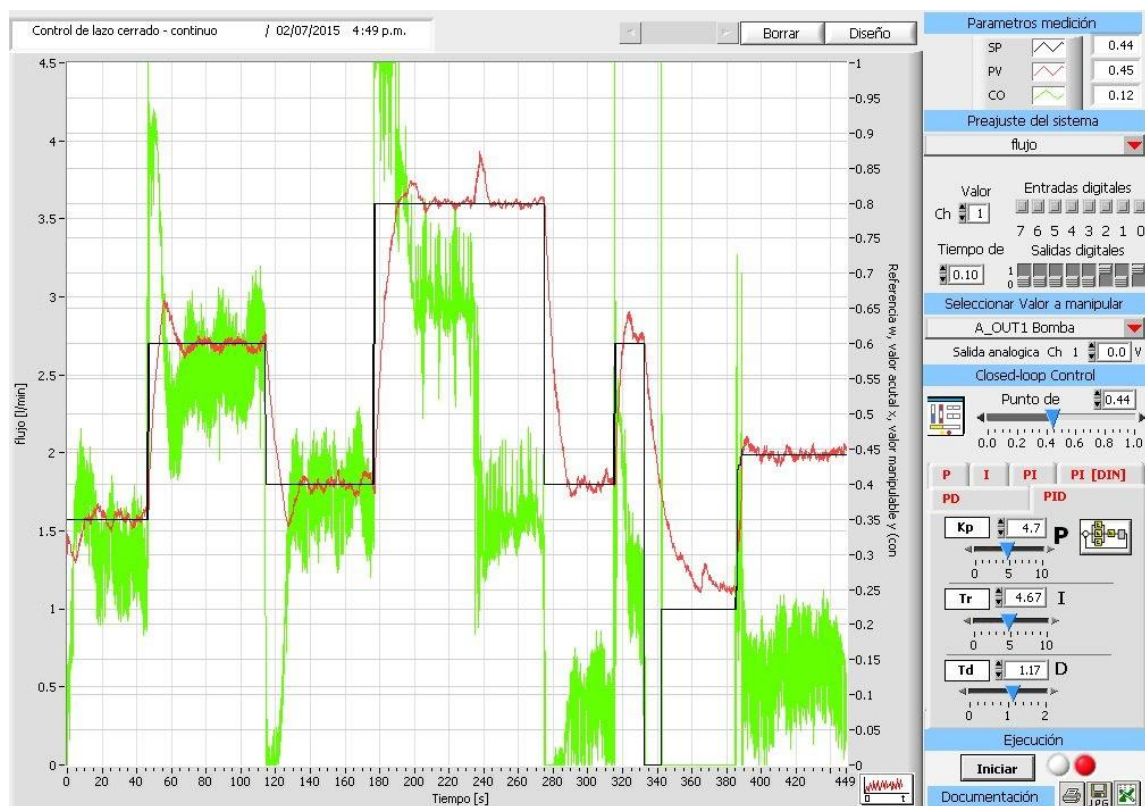 Control de lazo cerrado - continuo / 02/07/2015 4:49 p.m.
Borrar
Diseño
Parametros medición
SP 0.44
PV 0.45
CO 0.12
Preajuste del sistema
flujo
Valor Entradas digitales
Ch 1
7 6 5 4 3 2 1 0
Tiempo de Salidas digitales
0.10 1
0
Seleccionar Valor a manipular
A_OUT1 Bomba
Salida analogica Ch 1 0.0 V
Closed-loop Control
Punto de 0.44
0.0 0.2 0.4 0.6 0.8 1.0
P I PI PI [DIN]
PD PID
Kp 4.7 P
0 5 10
Tr 4.67 I
0 5 10
Td 1.17 D
0 1 2
Ejecución
Iniciar
Documentación
flujo [l/min]
4.5
4
3.5
3
2.5
2
1.5
1
0.5
0
Referencia w, valor acutal x, valor manipulable y (con
1
0.95
0.9
0.85
0.8
0.75
0.7
0.65
0.6
0.55
0.5
0.45
0.4
0.35
0.3
0.25
0.2
0.15
0.1
0.05
0
0 20 40 60 80 100 120 140 160 180 200 220 240 260 280 300 320 340 360 380 400 420 449
Tiempo [s]
0 t